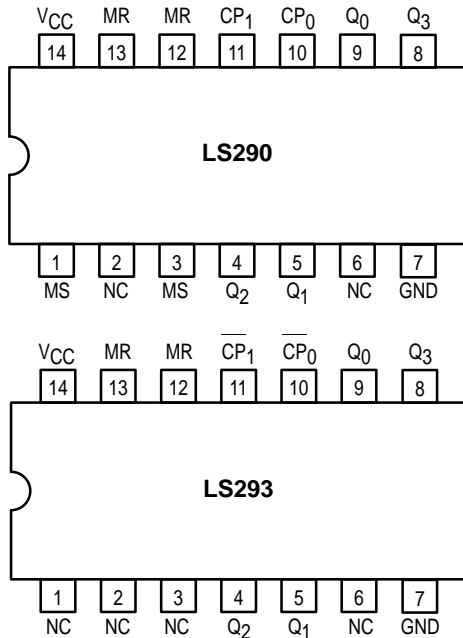 VCC MR MR CP1 CP0 Q0 Q3
14 13 12 11 10 9 8
LS290
1 2 3 4 5 6 7
MS NC MS Q2 Q1 NC GND
VCC MR MR C̅P̅1 C̅P̅0 Q0 Q3
14 13 12 11 10 9 8
LS293
1 2 3 4 5 6 7
NC NC NC Q2 Q1 NC GND